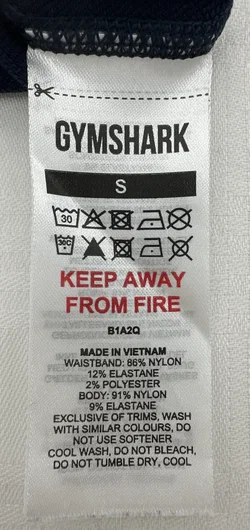 GYMSHARK
S
30
30C
KEEP AWAY
FROM FIRE
B1A2Q
MADE IN VIETNAM
WAISTBAND: 86% NYLON
12% ELASTANE
2% POLYESTER
BODY: 91% NYLON
9% ELASTANE
EXCLUSIVE OF TRIMS, WASH
WITH SIMILAR COLOURS, DO
NOT USE SOFTENER
COOL WASH, DO NOT BLEACH,
DO NOT TUMBLE DRY, COOL